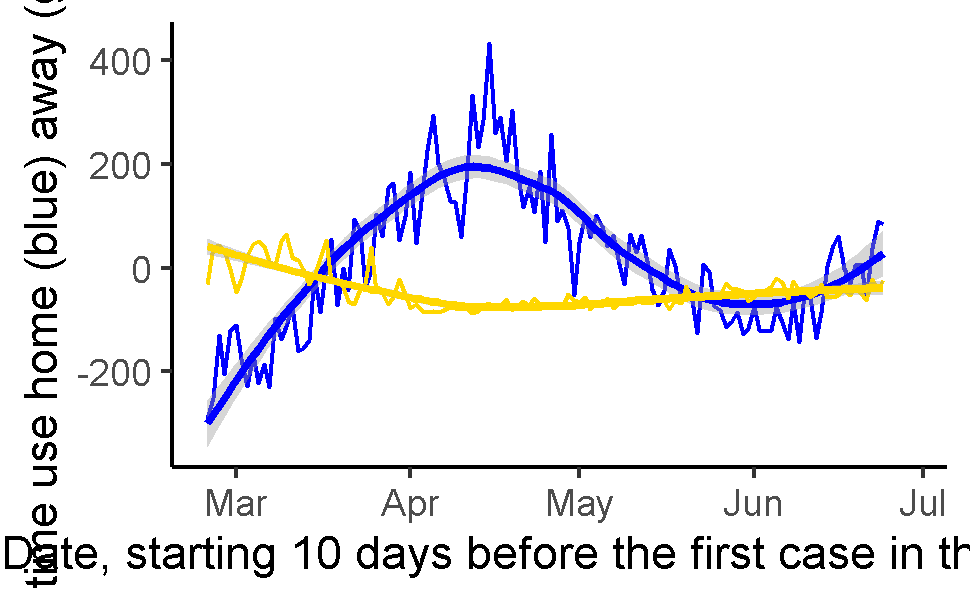 time use home (blue) away (g
400
200
0
-200
Mar Apr May Jun Jul
Date, starting 10 days before the first case in th